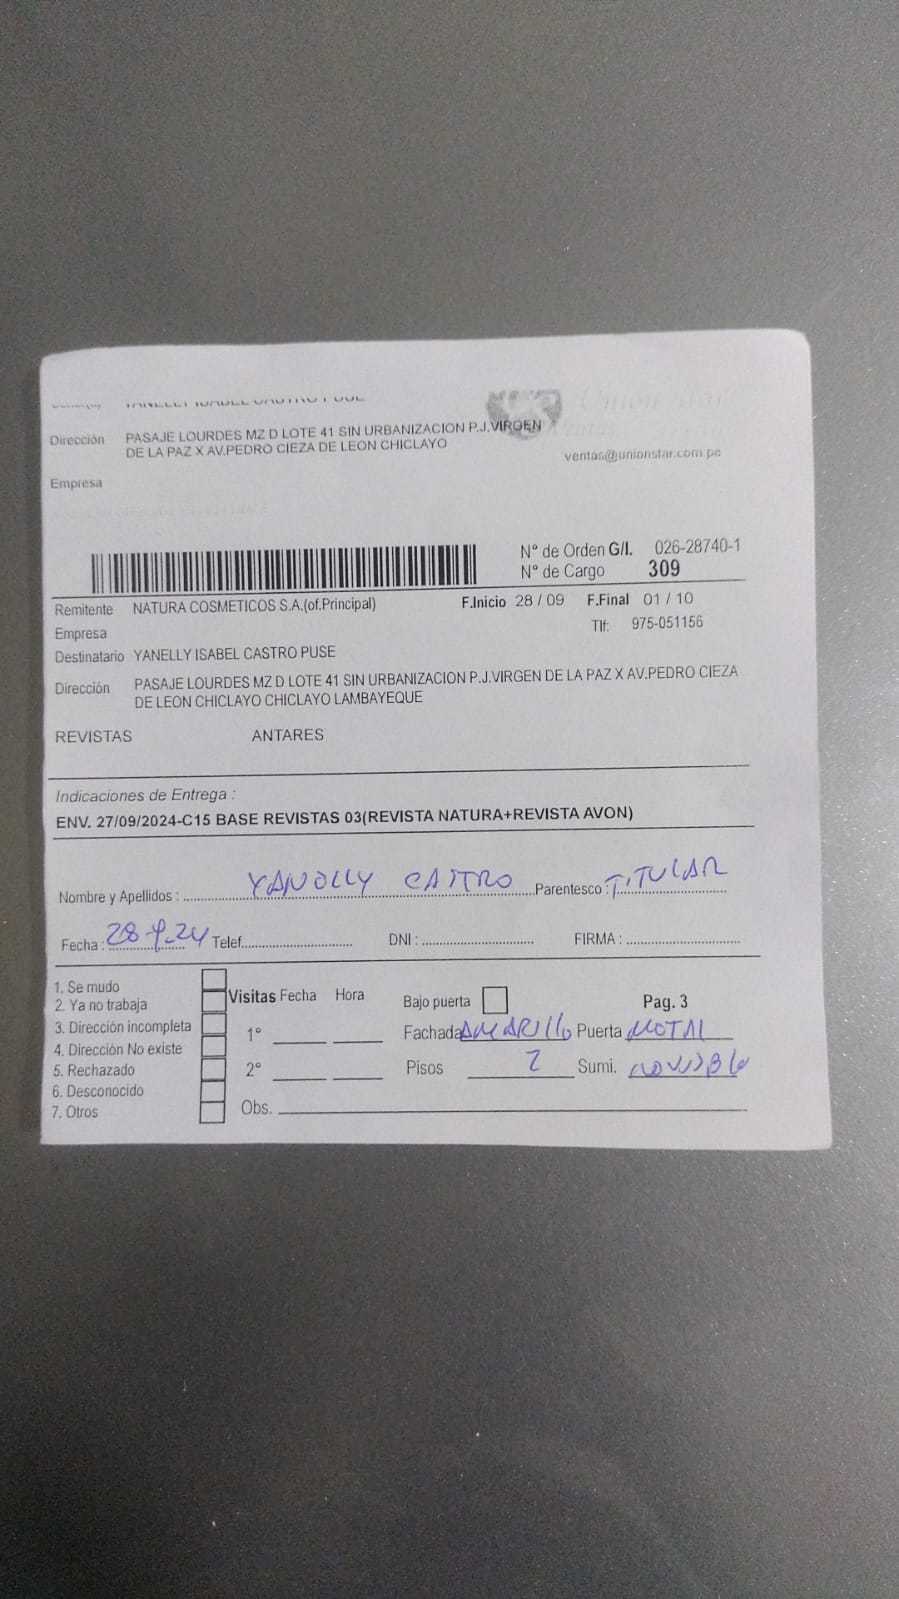 YANELLY ISABEL CASTRO PUSE
Dirección PASAJE LOURDES MZ D LOTE 41 SIN URBANIZACION P.J.VIRGEN
DE LA PAZ X AV.PEDRO CIEZA DE LEON CHICLAYO
ventas@unionstar.com.pe
Empresa
N° de Orden G/I. 026-28740-1
N° de Cargo 309
Remitente NATURA COSMETICOS S.A.(of.Principal) F.Inicio 28 / 09 F.Final 01 / 10
Empresa Tlf: 975-051156
Destinatario YANELLY ISABEL CASTRO PUSE
Dirección PASAJE LOURDES MZ D LOTE 41 SIN URBANIZACION P.J.VIRGEN DE LA PAZ X AV.PEDRO CIEZA
DE LEON CHICLAYO CHICLAYO LAMBAYEQUE
REVISTAS ANTARES
Indicaciones de Entrega :
ENV. 27/09/2024-C15 BASE REVISTAS 03(REVISTA NATURA+REVISTA AVON)
Nombre y Apellidos : YANOLLY CASTRO Parentesco : TITULAR
Fecha : 28-9-24 Telef. DNI : FIRMA :
1. Se mudo
2. Ya no trabaja Visitas Fecha Hora Bajo puerta Pag. 3
3. Dirección incompleta 1° Fachada AMARILLO Puerta METAL
4. Dirección No existe
5. Rechazado 2° Pisos 2 Sumi. NO VISIBLE
6. Desconocido
7. Otros Obs.